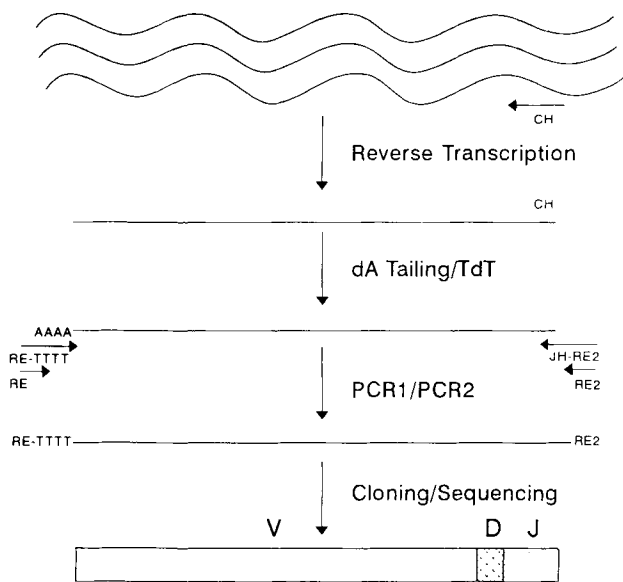 CH
Reverse Transcription
CH
dA Tailing/TdT
AAAA
RE-TTTT
JH-RE2
RE
RE2
PCR1/PCR2
RE-TTTT
RE2
Cloning/Sequencing
V D J